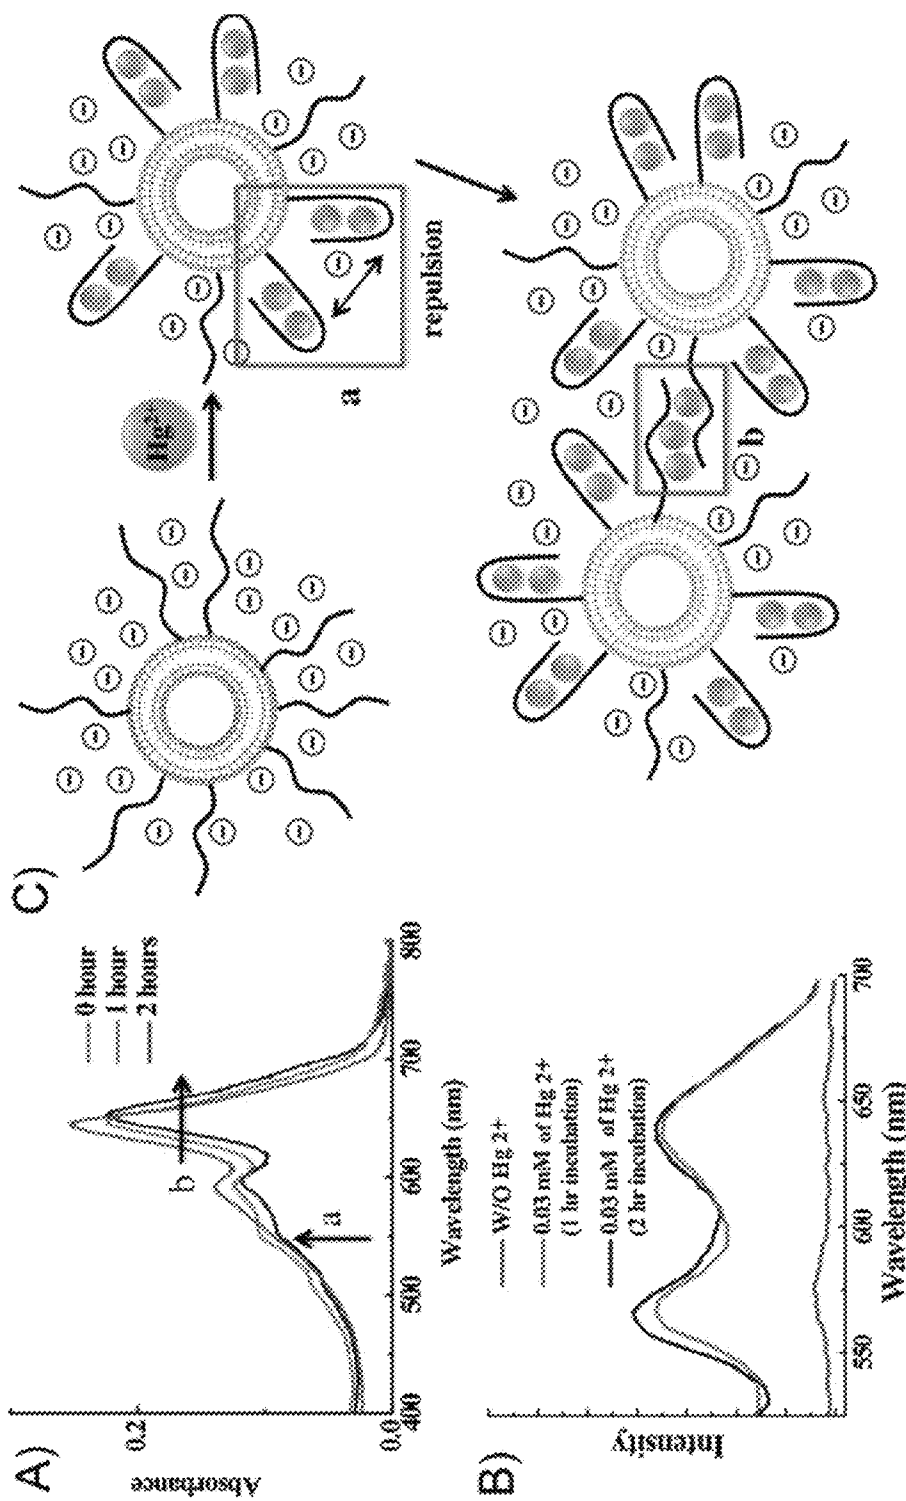 A)
Absorbance
0.2
0.0
400
500
600
700
800
Wavelength (nm)
0 hour
1 hour
2 hours
a
b
B)
Intensity
550
600
650
700
Wavelength (nm)
W/O Hg 2+
0.03 mM of Hg 2+
(1 hr incubation)
0.03 mM of Hg 2+
(2 hr incubation)
C)
Hg2+
a
repulsion
b